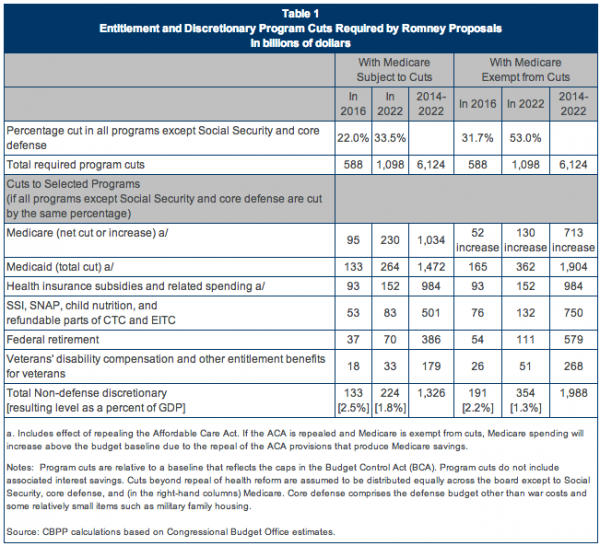 Table 1
Entitlement and Discretionary Program Cuts Required by Romney Proposals
In billions of dollars
With Medicare Subject to Cuts
With Medicare Exempt from Cuts
In 2016 In 2022 2014-2022 In 2016 In 2022 2014-2022
Percentage cut in all programs except Social Security and core defense 22.0% 33.5% 31.7% 53.0%
Total required program cuts 588 1,098 6,124 588 1,098 6,124
Cuts to Selected Programs
(if all programs except Social Security and core defense are cut
by the same percentage)
Medicare (net cut or increase) a/ 95 230 1,034 52 increase 130 increase 713 increase
Medicaid (total cut) a/ 133 264 1,472 165 362 1,904
Health insurance subsidies and related spending a/ 93 152 984 93 152 984
SSI, SNAP, child nutrition, and
refundable parts of CTC and EITC 53 83 501 76 132 750
Federal retirement 37 70 386 54 111 579
Veterans' disability compensation and other entitlement benefits
for veterans 18 33 179 26 51 268
Total Non-defense discretionary 133 224 1,326 191 354 1,988
[resulting level as a percent of GDP] [2.5%] [1.8%] [2.2%] [1.3%]
a. Includes effect of repealing the Affordable Care Act. If the ACA is repealed and Medicare is exempt from cuts, Medicare spending will
increase above the budget baseline due to the repeal of the ACA provisions that produce Medicare savings.
Notes: Program cuts are relative to a baseline that reflects the caps in the Budget Control Act (BCA). Program cuts do not include
associated interest savings. Cuts beyond repeal of health reform are assumed to be distributed equally across the board except to Social
Security, core defense, and (in the right-hand columns) Medicare. Core defense comprises the defense budget other than war costs and
some relatively small items such as military family housing.
Source: CBPP calculations based on Congressional Budget Office estimates.